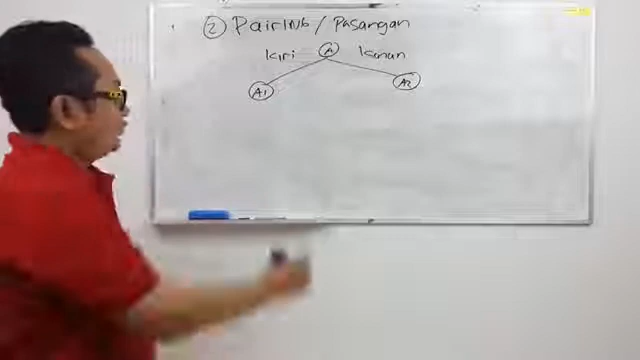 ② Pairing / Pasangan
kiri A kanan
A1 A2